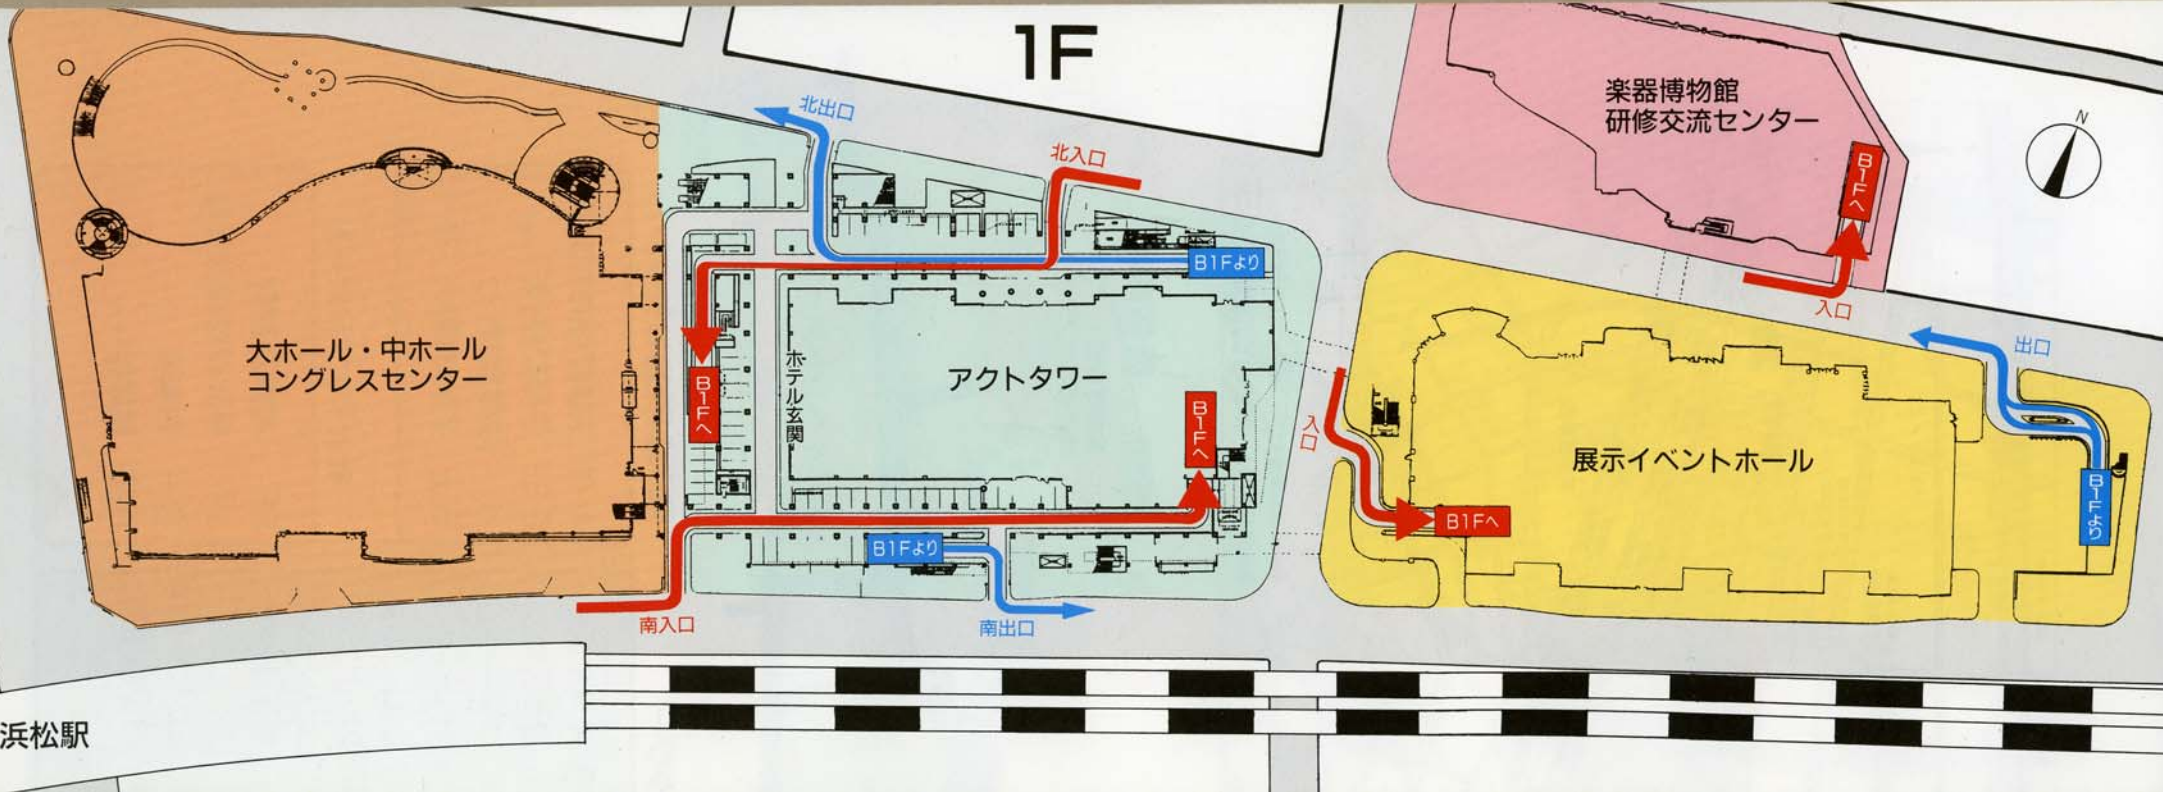 1F
楽器博物館
研修交流センター
N
北出口
北入口
B1Fへ
B1Fより
入口
出口
大ホール・中ホール
コングレスセンター
ホテル玄関
アクトタワー
B1Fへ
B1Fへ
入口
展示イベントホール
B1Fへ
B1Fより
B1Fより
南入口
南出口
浜松駅